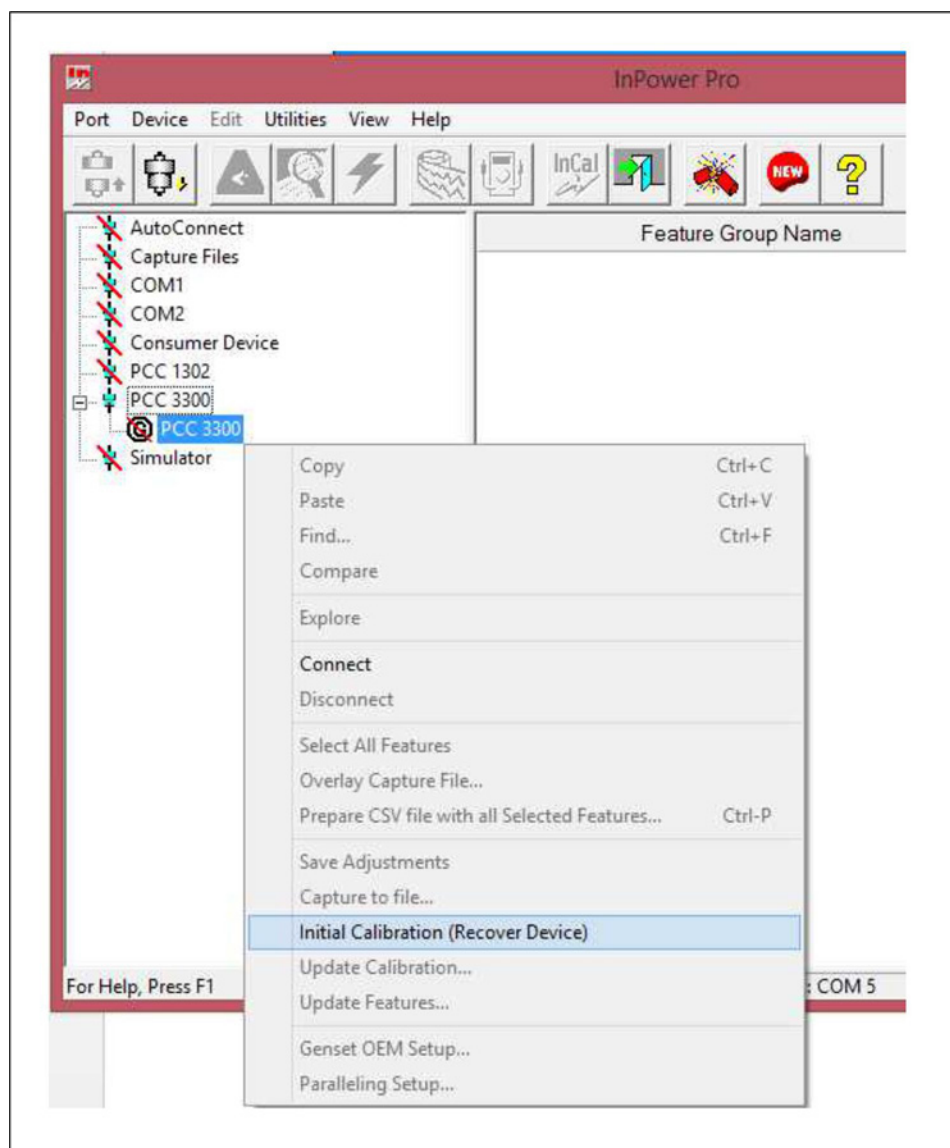 InPower Pro
Port Device Edit Utilities View Help
InCal NEW ?
AutoConnect
Feature Group Name
Capture Files
COM1
COM2
Consumer Device
PCC 1302
PCC 3300
PCC 3300
Simulator
Copy Ctrl+C
Paste Ctrl+V
Find... Ctrl+F
Compare
Explore
Connect
Disconnect
Select All Features
Overlay Capture File...
Prepare CSV file with all Selected Features... Ctrl-P
Save Adjustments
Capture to file...
Initial Calibration (Recover Device)
Update Calibration...
Update Features...
Genset OEM Setup...
Paralleling Setup...
For Help, Press F1 : COM 5